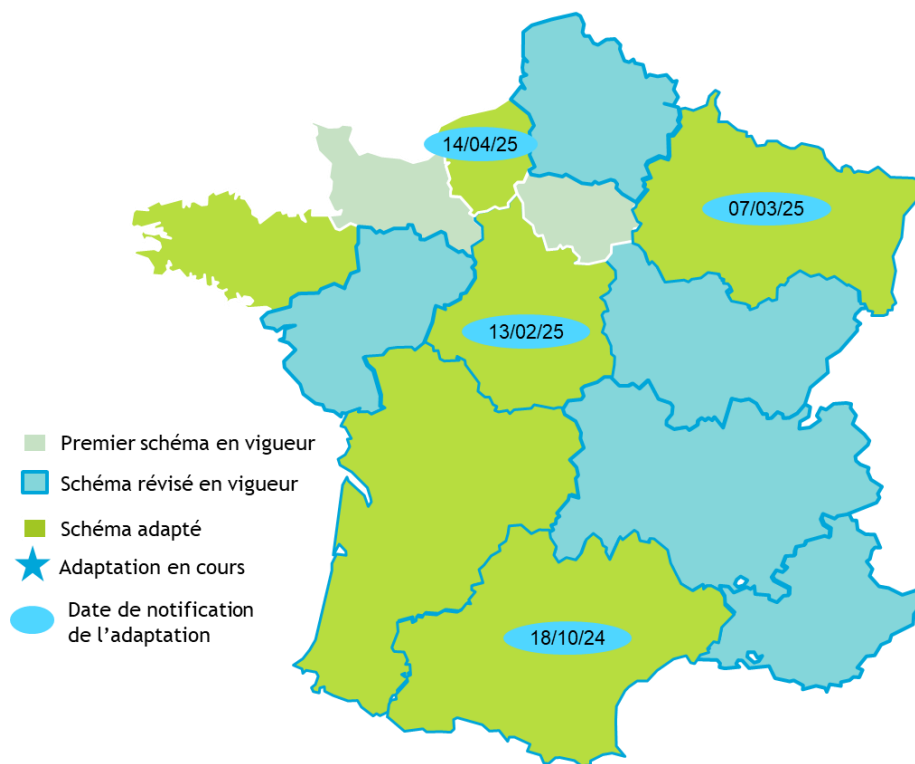 14/04/25
07/03/25
13/02/25
Premier schéma en vigueur
Schéma révisé en vigueur
Schéma adapté
Adaptation en cours
Date de notification
de l’adaptation
18/10/24